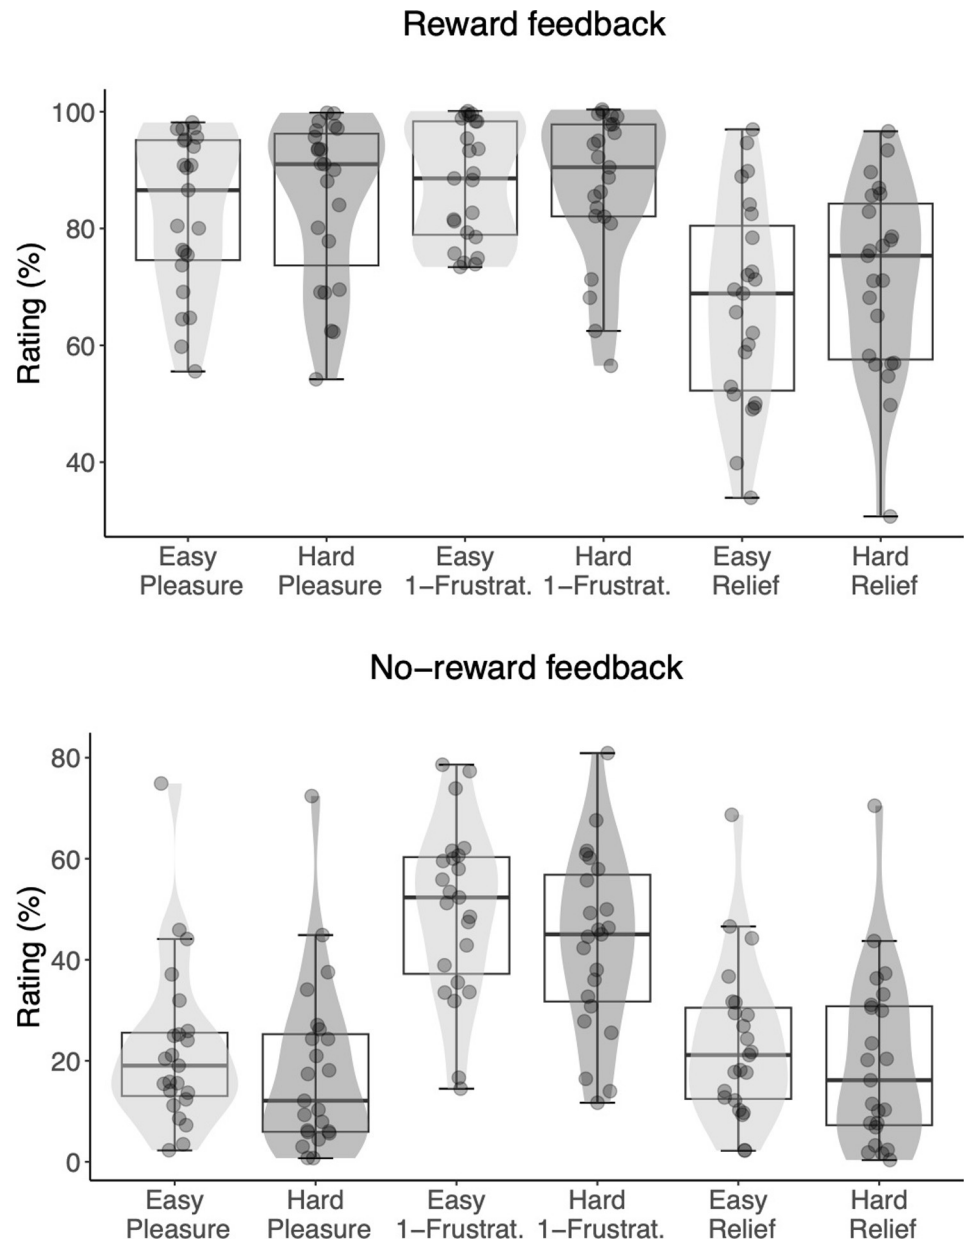 Reward feedback
100
80
60
40
Rating (%)
Easy Hard Easy Hard Easy Hard
Pleasure Pleasure 1−Frustrat. 1−Frustrat. Relief Relief
No−reward feedback
80
60
40
20
0
Rating (%)
Easy Hard Easy Hard Easy Hard
Pleasure Pleasure 1−Frustrat. 1−Frustrat. Relief Relief